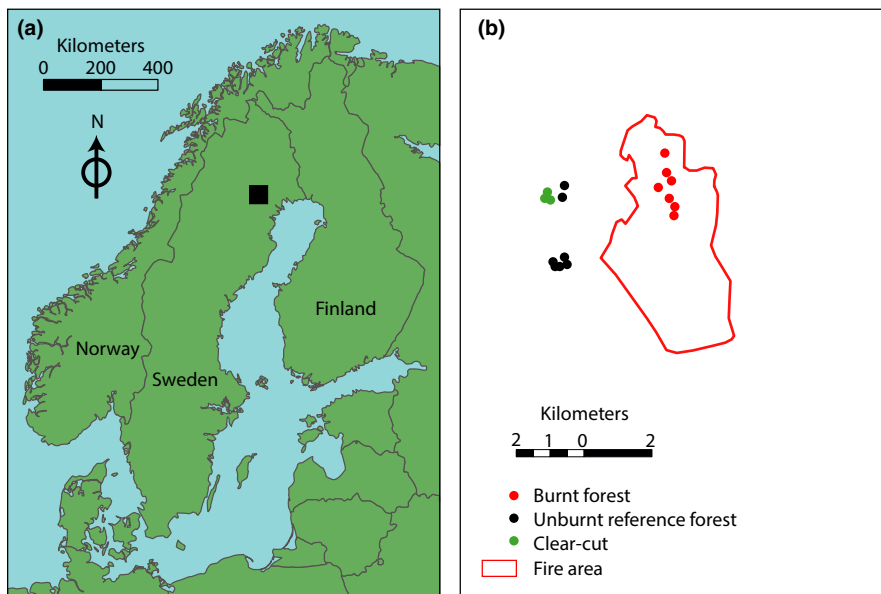 (a)
Kilometers
0 200 400
N
Norway
Sweden
Finland
(b)
Kilometers
2 1 0 2
Burnt forest
Unburnt reference forest
Clear-cut
Fire area